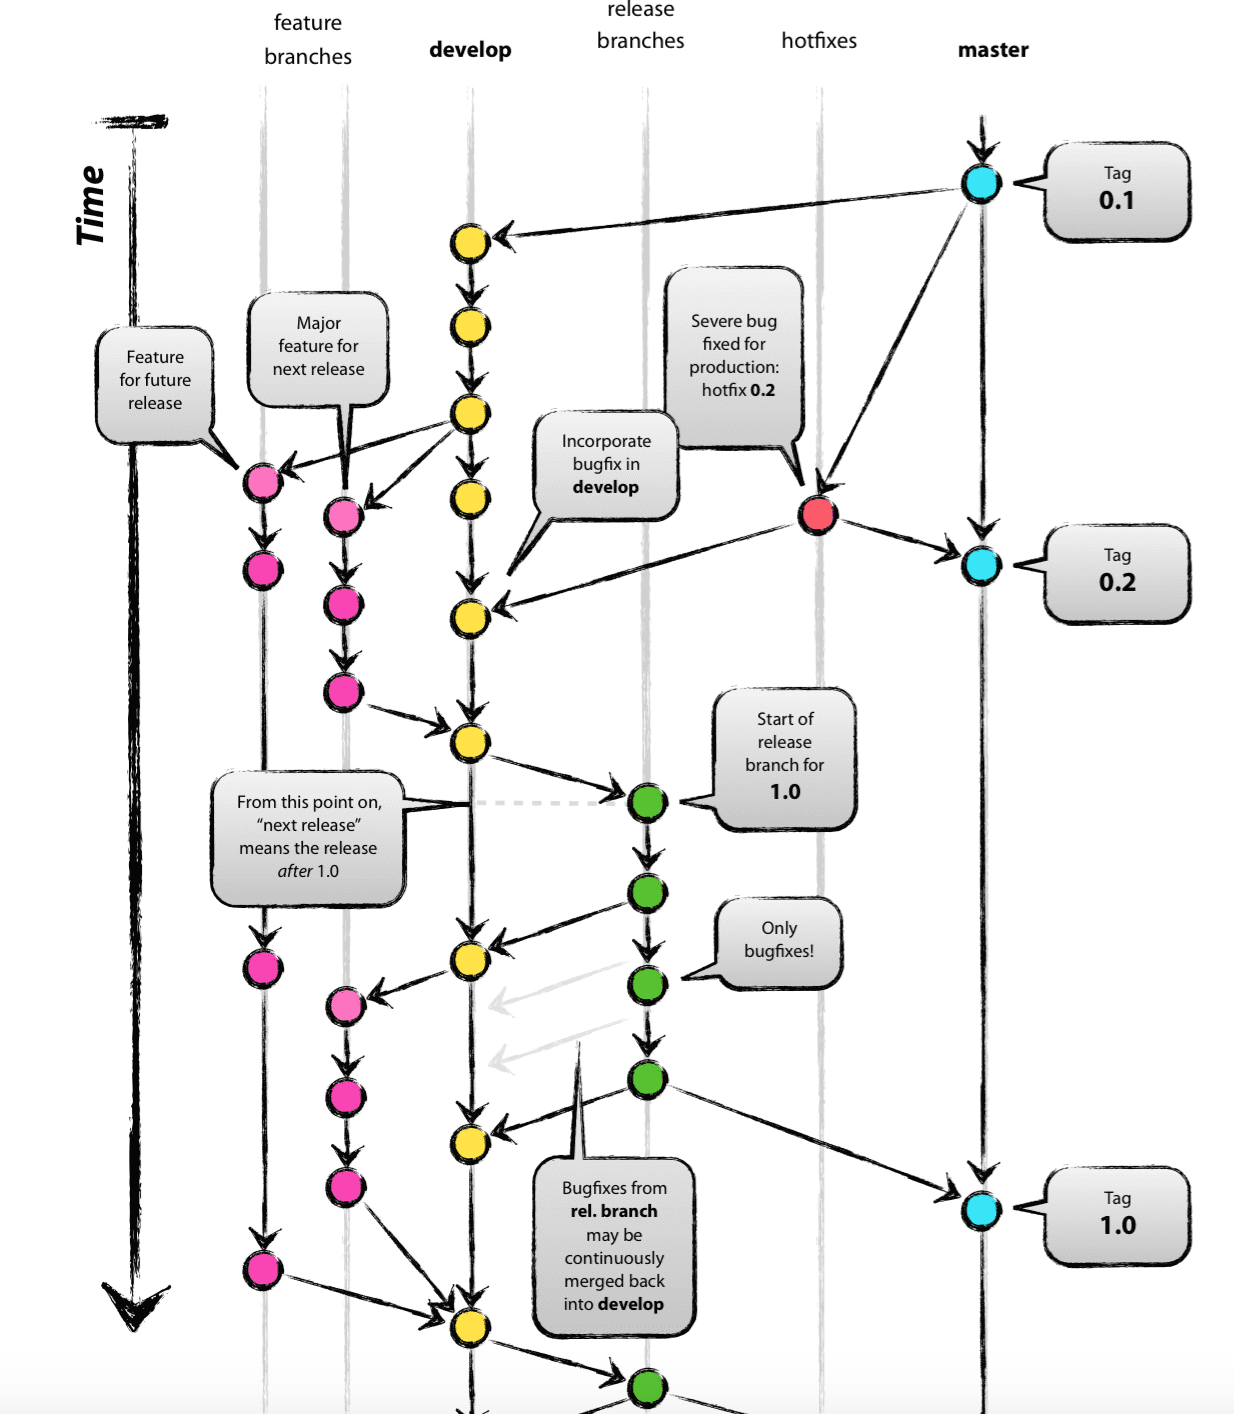 feature
branches
develop
release
branches
hotfixes
master
Time
Tag
0.1
Major
feature for
next release
Feature
for future
release
Severe bug
fixed for
production:
hotfix 0.2
Incorporate
bugfix in
develop
Tag
0.2
Start of
release
branch for
1.0
From this point on,
“next release”
means the release
after 1.0
Only
bugfixes!
Bugfixes from
rel. branch
may be
continuously
merged back
into develop
Tag
1.0